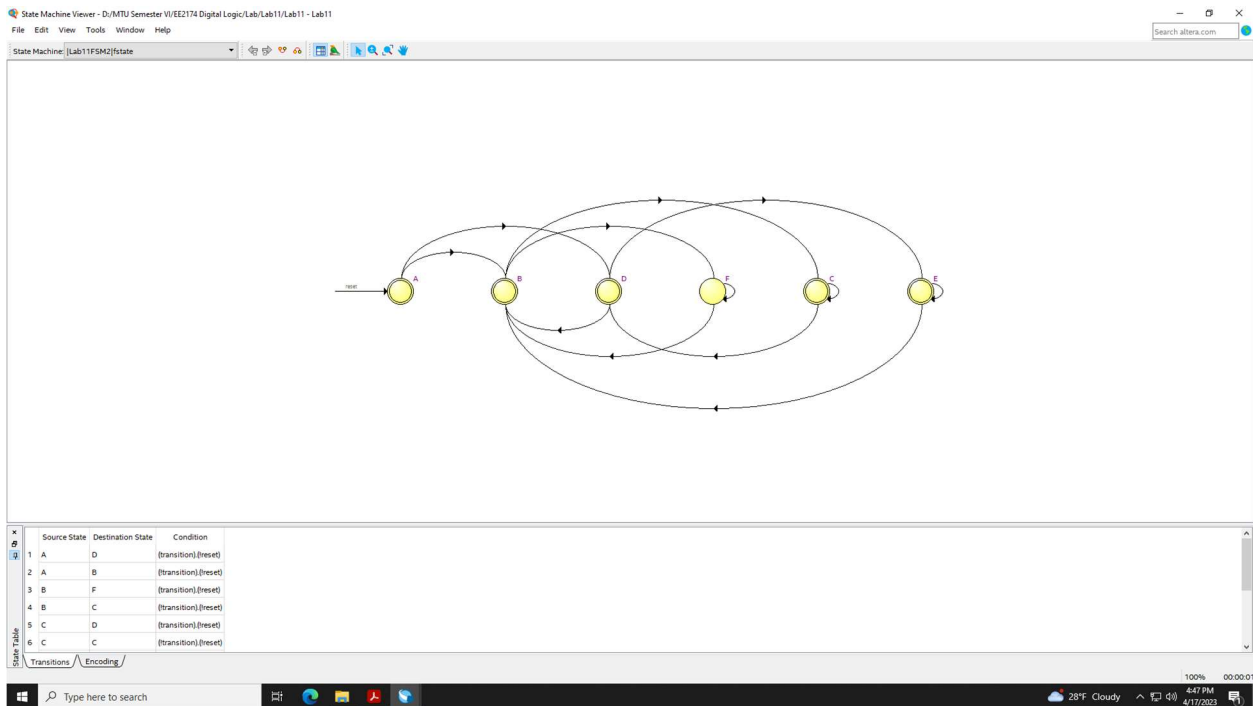 State Machine Viewer - D:/MTU Semester VI/EE2174 Digital Logic/Lab/Lab11/Lab11 - Lab11
File Edit View Tools Window Help
Search altera.com
State Machine: |Lab11FSM2|fstate
reset
A B D F C E
State Table
Source State Destination State Condition
1 A D (transition).(!reset)
2 A B (!transition).(!reset)
3 B F (transition).(!reset)
4 B C (!transition).(!reset)
5 C D (transition).(!reset)
6 C C (!transition).(!reset)
Transitions Encoding
100% 00:00:01
Type here to search
28°F Cloudy
4:47 PM
4/17/2023
1